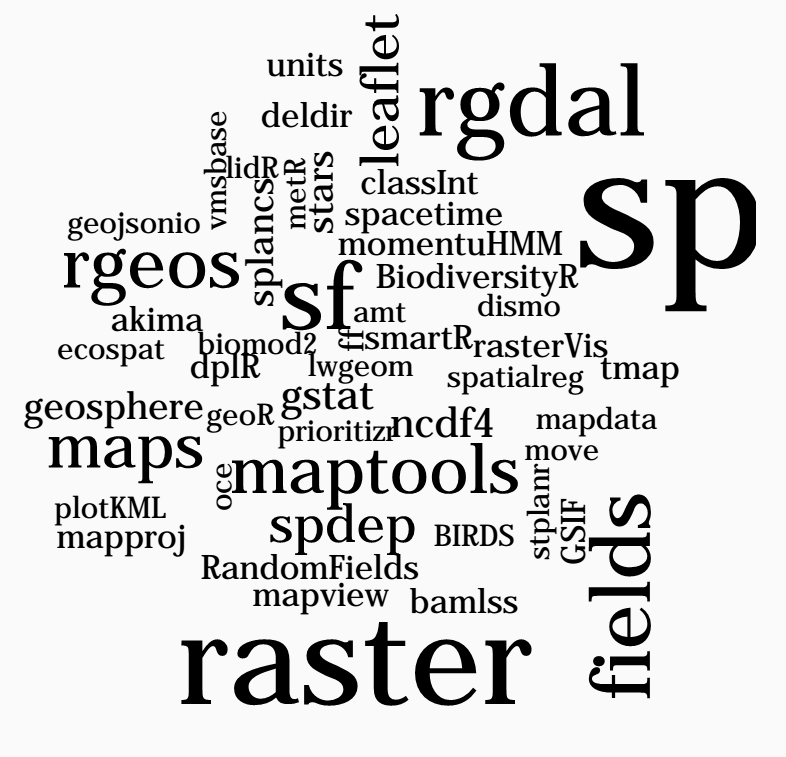 units
leaflet
rgdal
deldir
vmsbase
lidR
metR
stars
classInt
sp
splancs
spacetime
geojsonio
momentuHMM
rgeos
BiodiversityR
sf
amt
dismo
akima
ff
smartR
biomod2
rasterVis
ecospat
dplR
lwgeom
spatialreg
tmap
gstat
geosphere
geoR
prioritizr
ncdf4
mapdata
maps
move
oce
maptools
stplanr
GSIF
fields
plotKML
spdep
BIRDS
mapproj
RandomFields
mapview
bamlss
raster